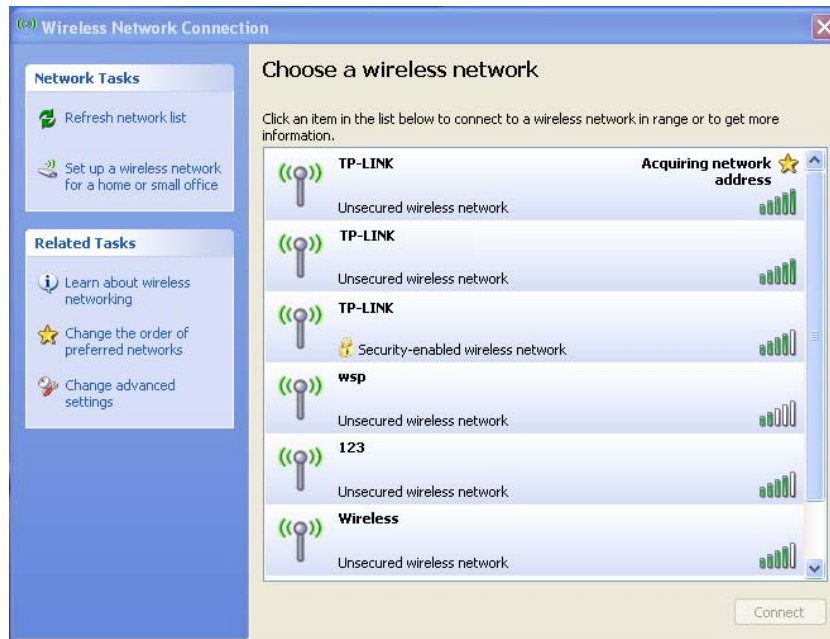 Wireless Network Connection
Network Tasks
Refresh network list
Set up a wireless network
for a home or small office
Related Tasks
Learn about wireless
networking
Change the order of
preferred networks
Change advanced
settings
Choose a wireless network
Click an item in the list below to connect to a wireless network in range or to get more
information.
TP-LINK
Acquiring network
address
Unsecured wireless network
TP-LINK
Unsecured wireless network
TP-LINK
Security-enabled wireless network
wsp
Unsecured wireless network
123
Unsecured wireless network
Wireless
Unsecured wireless network
Connect